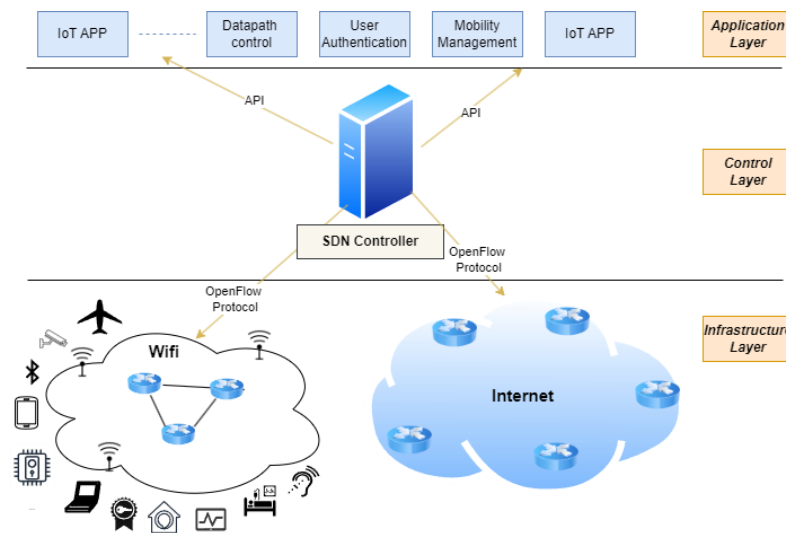 IoT APP
Datapath
control
User
Authentication
Mobility
Management
IoT APP
Application
Layer
API
API
Control
Layer
SDN Controller
OpenFlow
Protocol
OpenFlow
Protocol
Infrastructure
Layer
Wifi
Internet